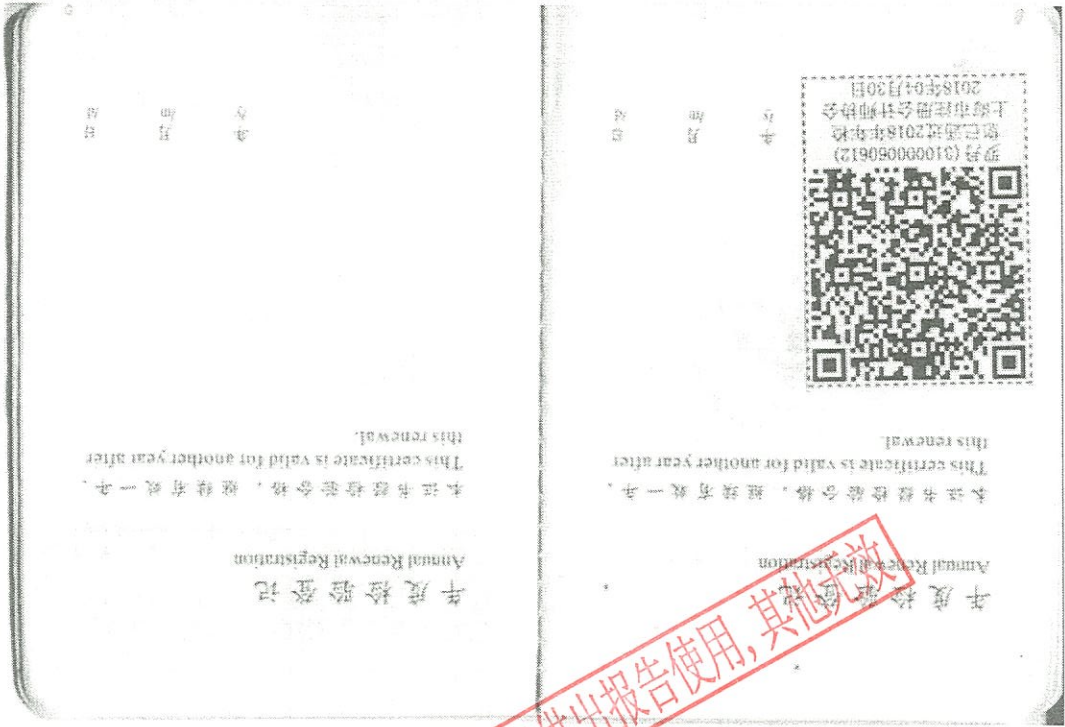 年度检验登记
Annual Renewal Registration
本证书经检验合格，继续有效一年。
This certificate is valid for another year after
this renewal.
罗丹 (310000060612)
您已通过2018年年检
上海市注册会计师协会
2018年04月30日
年 月 日
/y /m /d
年度检验登记
Annual Renewal Registration
本证书经检验合格，继续有效一年。
This certificate is valid for another year after
this renewal.
年 月 日
/y /m /d
出报告使用,其他无效